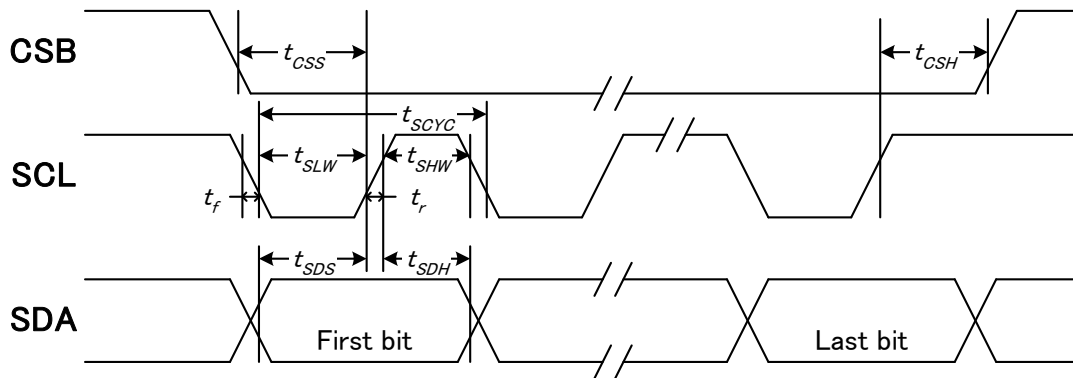 CSB
tCSS
tCSH
tSCYC
SCL
tSLW
tSHW
tf
tr
tSDS
tSDH
SDA
First bit
Last bit